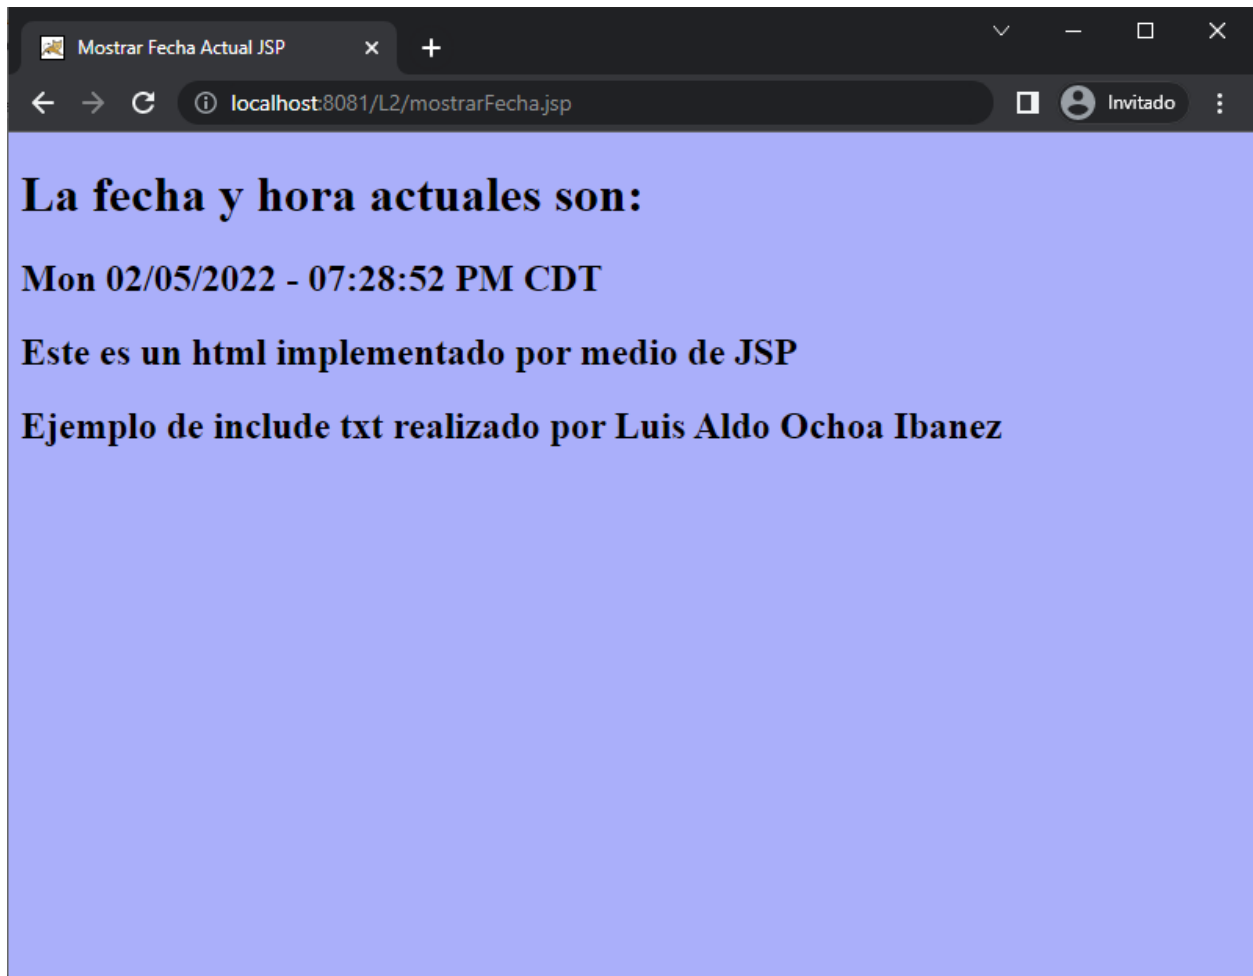 Mostrar Fecha Actual JSP
localhost:8081/L2/mostrarFecha.jsp
Invitado
La fecha y hora actuales son:
Mon 02/05/2022 - 07:28:52 PM CDT
Este es un html implementado por medio de JSP
Ejemplo de include txt realizado por Luis Aldo Ochoa Ibanez